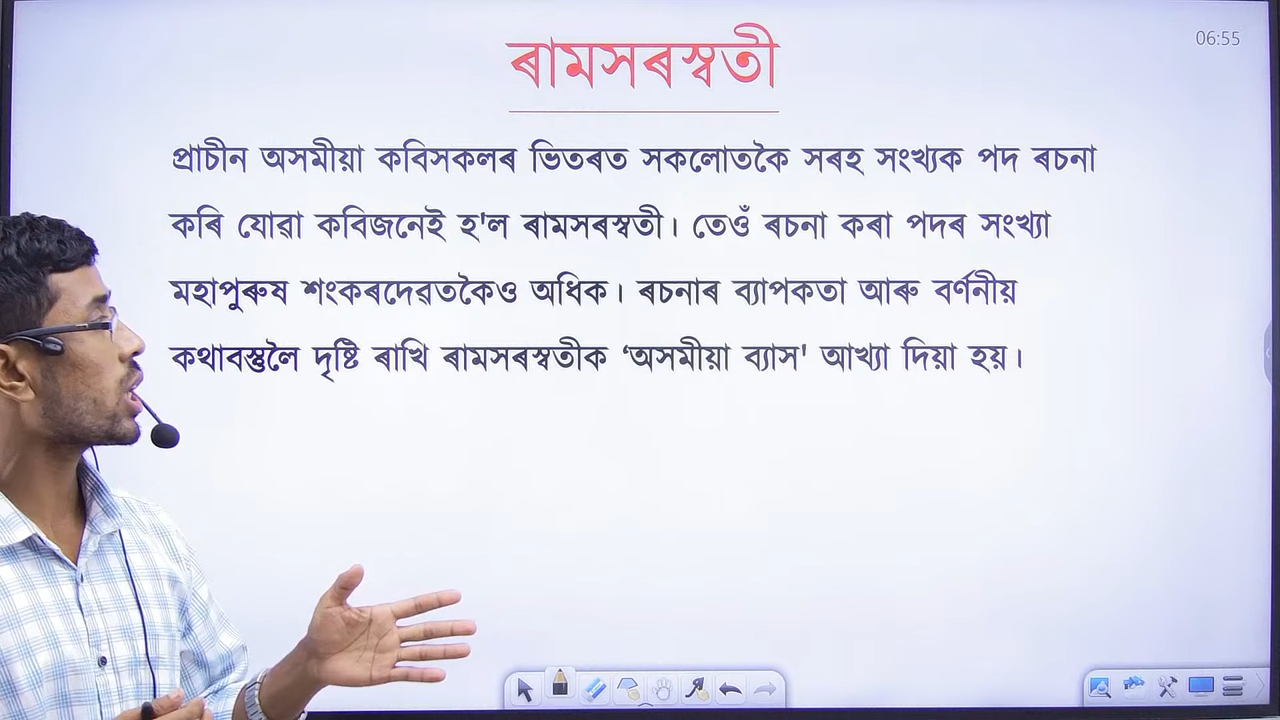 ৰামসৰস্বতী
06:55
প্ৰাচীন অসমীয়া কবিসকলৰ ভিতৰত সকলোতকৈ সৰহ সংখ্যক পদ ৰচনা
কৰি যোৱা কবিজনেই হ'ল ৰামসৰস্বতী। তেওঁ ৰচনা কৰা পদৰ সংখ্যা
মহাপুৰুষ শংকৰদেৱতকৈও অধিক। ৰচনাৰ ব্যাপকতা আৰু বৰ্ণনীয়
কথাবস্তুলৈ দৃষ্টি ৰাখি ৰামসৰস্বতীক ‘অসমীয়া ব্যাস' আখ্যা দিয়া হয়।